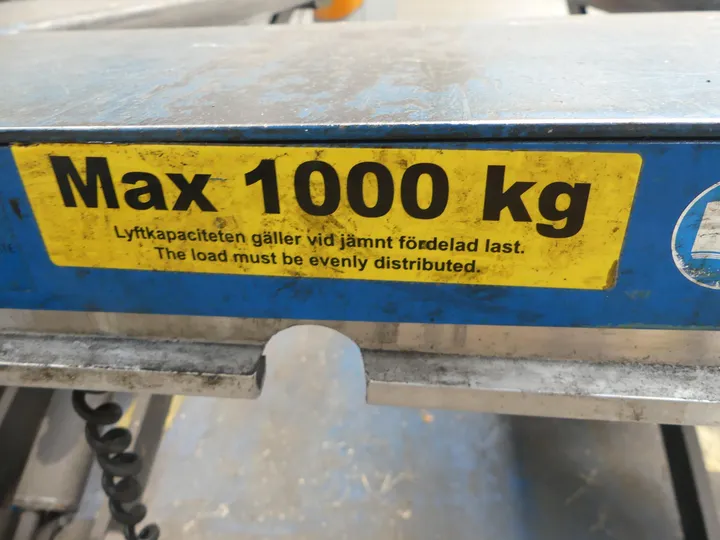 Max 1000 kg
Lyftkapaciteten gäller vid jämnt fördelad last.
The load must be evenly distributed.